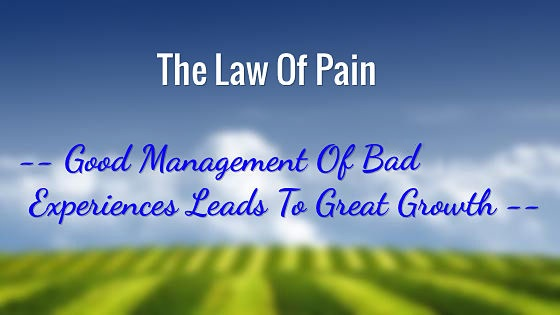 The Law Of Pain
-- Good Management Of Bad
Experiences Leads To Great Growth --